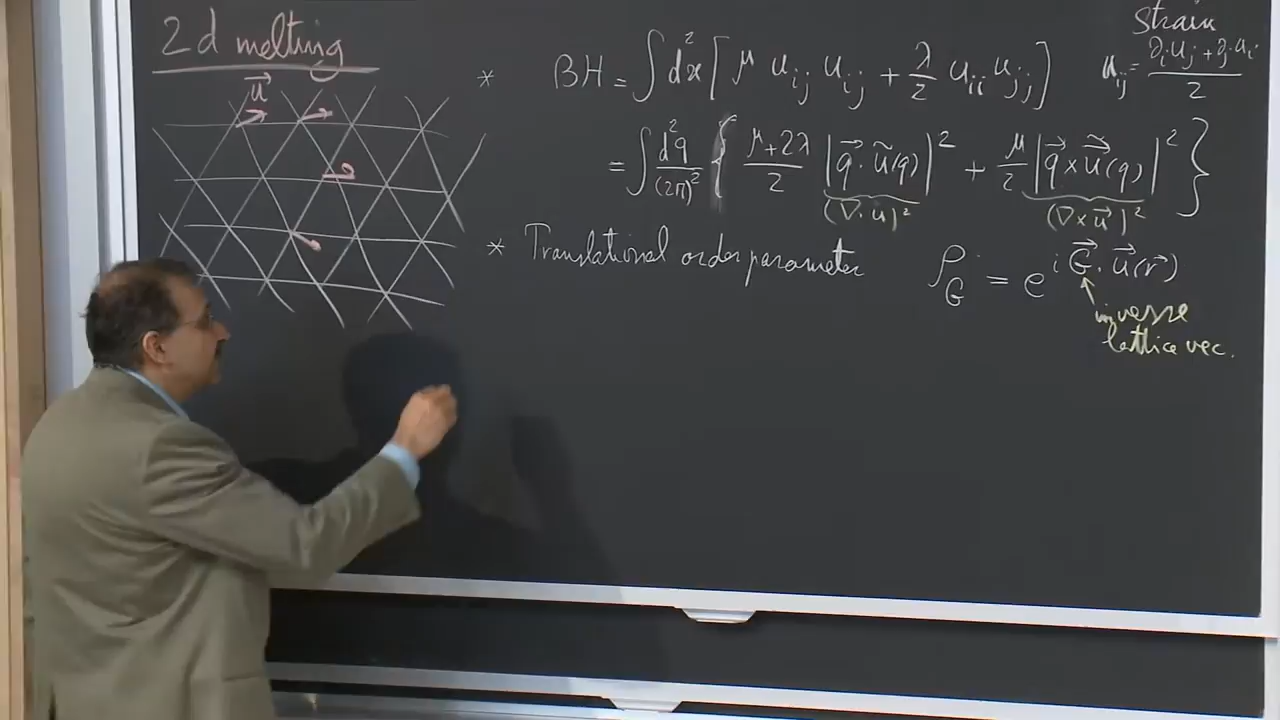 2d melting
u⃗
Strain
* βH = ∫d²x [ μ u_ij u_ij + λ/2 u_ii u_jj ]
u_ij = (∂_i u_j + ∂_j u_i)/2
= ∫ d²q/(2π)² { (μ+2λ)/2 |q⃗ · ũ(q)|² + μ/2 |q⃗ × ũ⃗(q)|² }
(∇·u)² (∇×u⃗)²
* Translational order parameter ρ_G = e^{i G⃗·u⃗(r⃗)}
inverse
lattice vec.